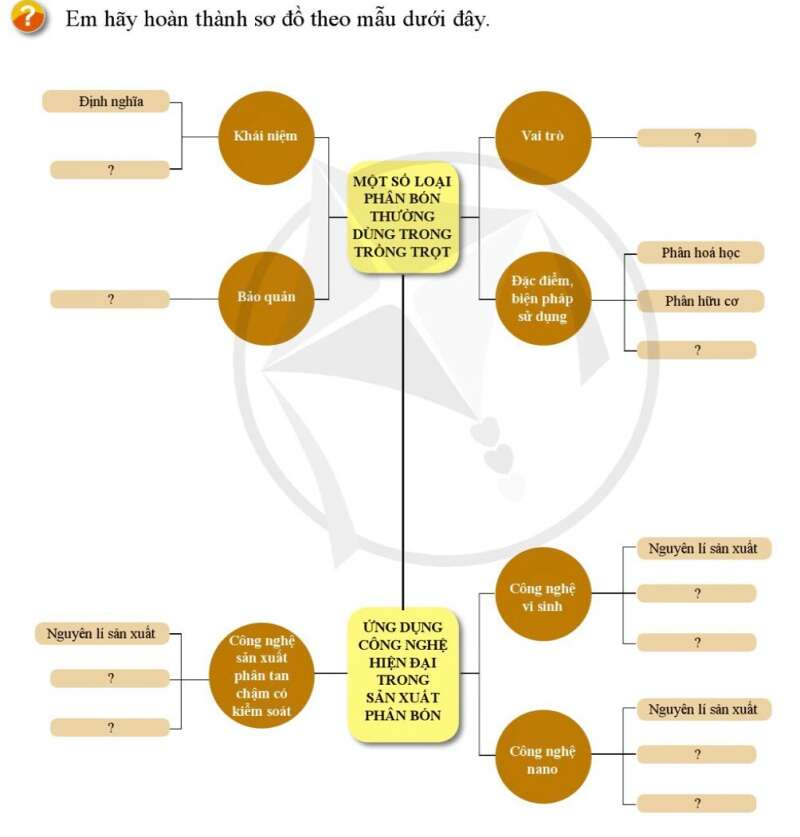 ?
Em hãy hoàn thành sơ đồ theo mẫu dưới đây.
Định nghĩa
?
Khái niệm
?
Bảo quản
MỘT SỐ LOẠI
PHÂN BÓN
THƯỜNG
DÙNG TRONG
TRỒNG TRỌT
Vai trò
?
Đặc điểm,
biện pháp
sử dụng
Phân hoá học
Phân hữu cơ
?
Nguyên lí sản xuất
?
?
Công nghệ
sản xuất
phân tan
chậm có
kiểm soát
ỨNG DỤNG
CÔNG NGHỆ
HIỆN ĐẠI
TRONG
SẢN XUẤT
PHÂN BÓN
Công nghệ
vi sinh
Nguyên lí sản xuất
?
?
Công nghệ
nano
Nguyên lí sản xuất
?
?